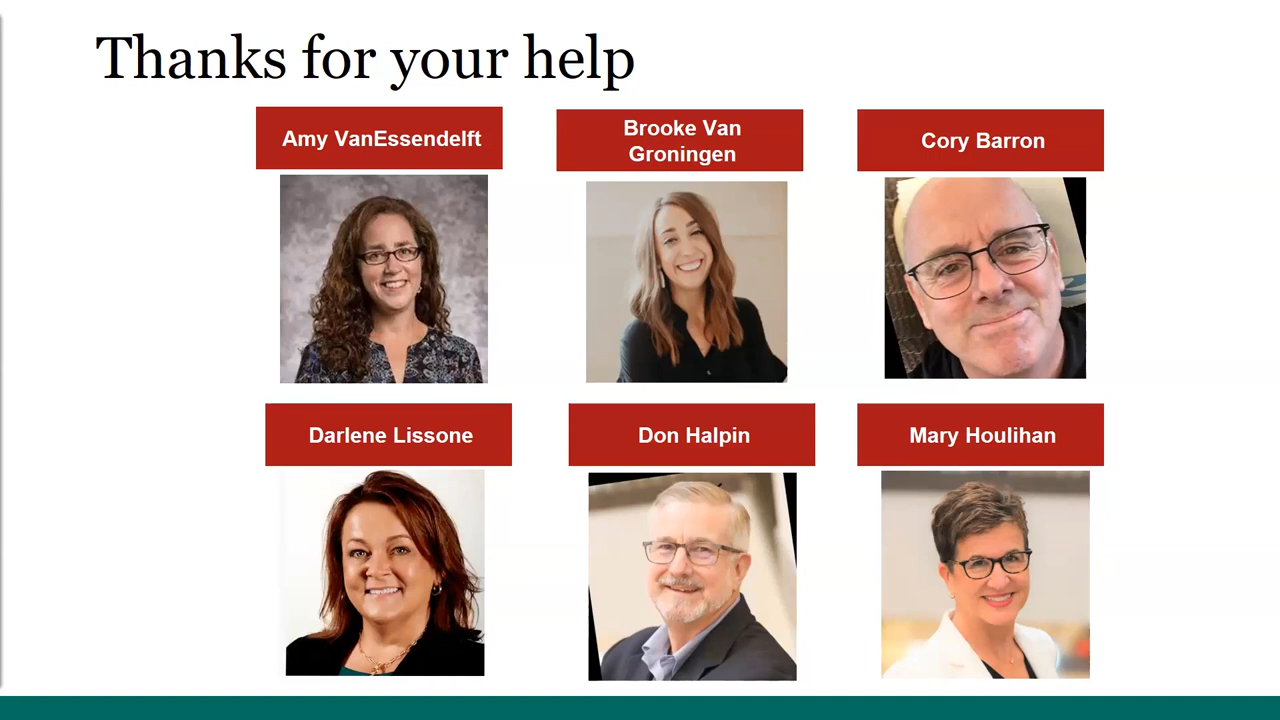 Thanks for your help
Amy VanEssendelft
Brooke Van
Groningen
Cory Barron
Darlene Lissone
Don Halpin
Mary Houlihan